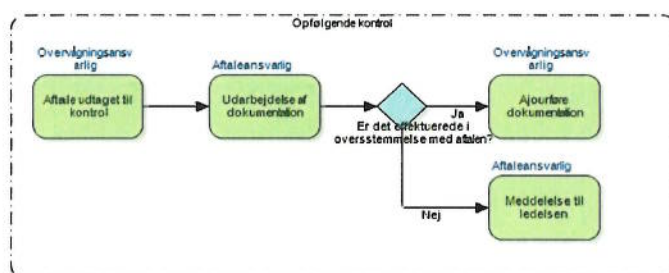 Opfølgende kontrol
Overvågningsansv
arlig
Aftale udtaget til
kontrol
Aftaleansvarlig
Udarbejdelse af
dokumentation
Er det effektuerede i
oversstemmelse med aftalen?
Ja
Overvågningsansv
arlig
Ajourføre
dokumentation
Nej
Aftaleansvarlig
Meddelelse til
ledelsen